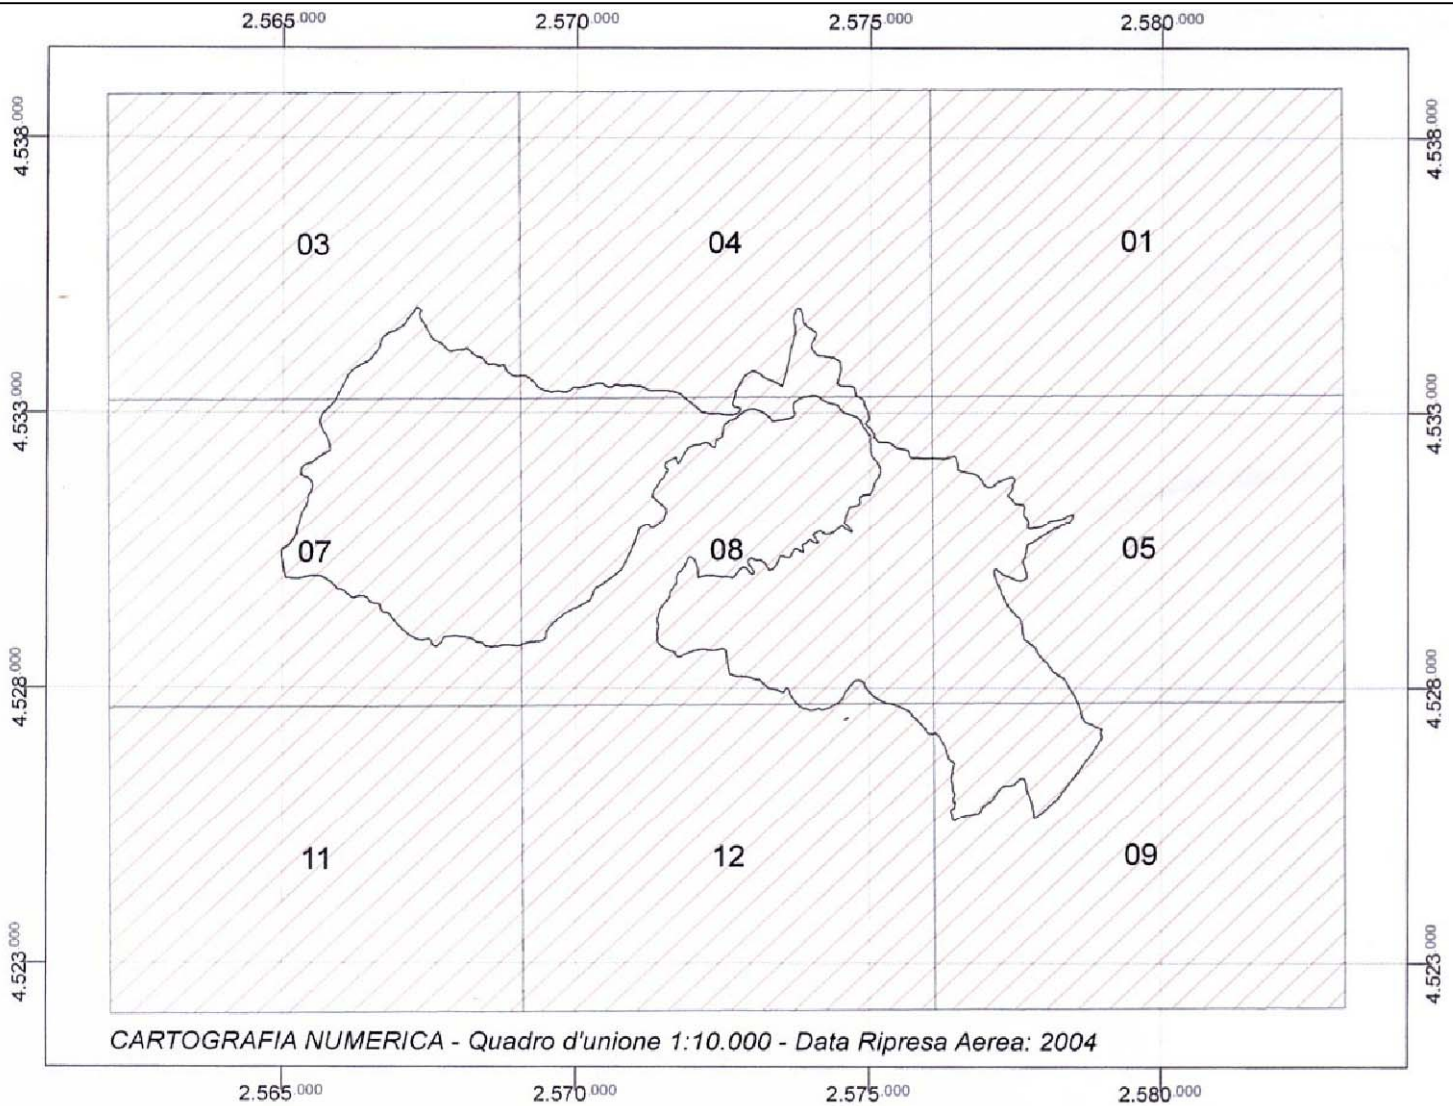 2.565.000 2.570.000 2.575.000 2.580.000
4.538.000 4.538.000
03 04 01
4.533.000 4.533.000
07 08 05
4.528.000 4.528.000
11 12 09
4.523.000 4.523.000
CARTOGRAFIA NUMERICA - Quadro d'unione 1:10.000 - Data Ripresa Aerea: 2004
2.565.000 2.570.000 2.575.000 2.580.000